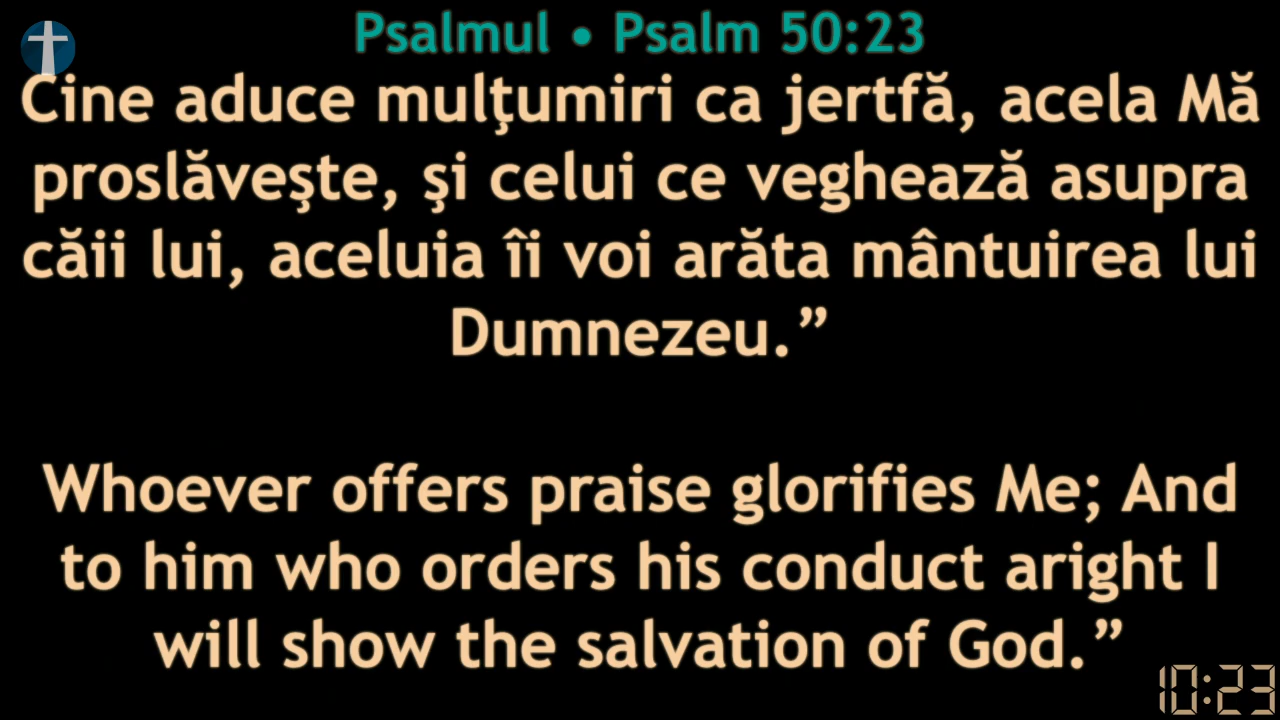 Psalmul • Psalm 50:23
Cine aduce mulţumiri ca jertfă, acela Mă
proslăveşte, şi celui ce veghează asupra
căii lui, aceluia îi voi arăta mântuirea lui
Dumnezeu.”
Whoever offers praise glorifies Me; And
to him who orders his conduct aright I
will show the salvation of God.”
10:23